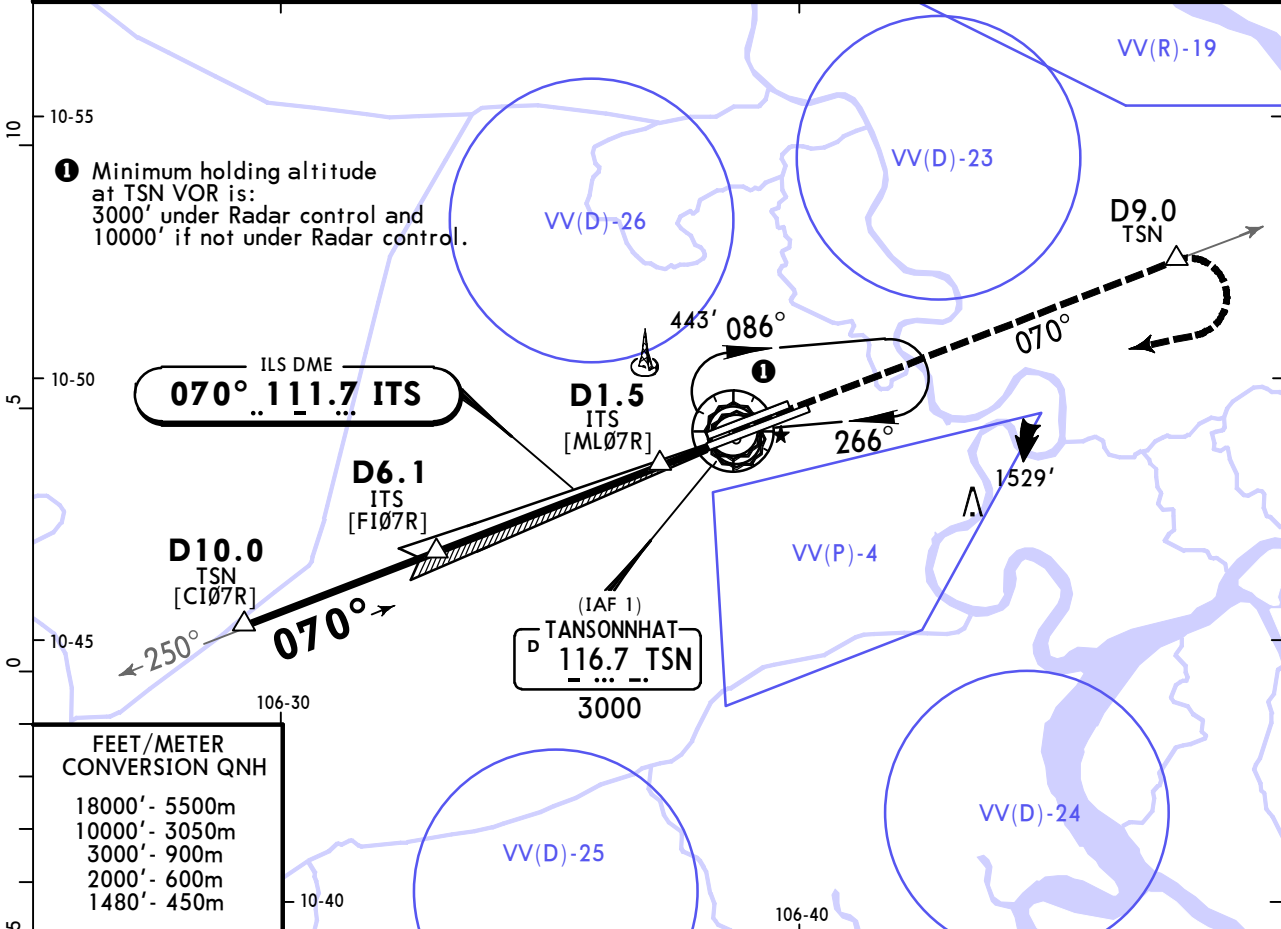 VV(R)-19
10-55
10
VV(D)-23
❶ Minimum holding altitude
at TSN VOR is:
3000' under Radar control and
10000' if not under Radar control.
VV(D)-26
D9.0
TSN
443'
086°
070°
ILS DME
070° 111.7 ITS
10-50
5
❶
D1.5
ITS
[MLØ7R]
266°
D6.1
ITS
[FIØ7R]
1529'
D10.0
TSN
[CIØ7R]
VV(P)-4
070°
(IAF 1)
TANSONNHAT
D 116.7 TSN
3000
250°
10-45
0
106-30
FEET/METER
CONVERSION QNH
18000' - 5500m
10000' - 3050m
3000' - 900m
2000' - 600m
1480' - 450m
VV(D)-24
VV(D)-25
10-40
106-40
5